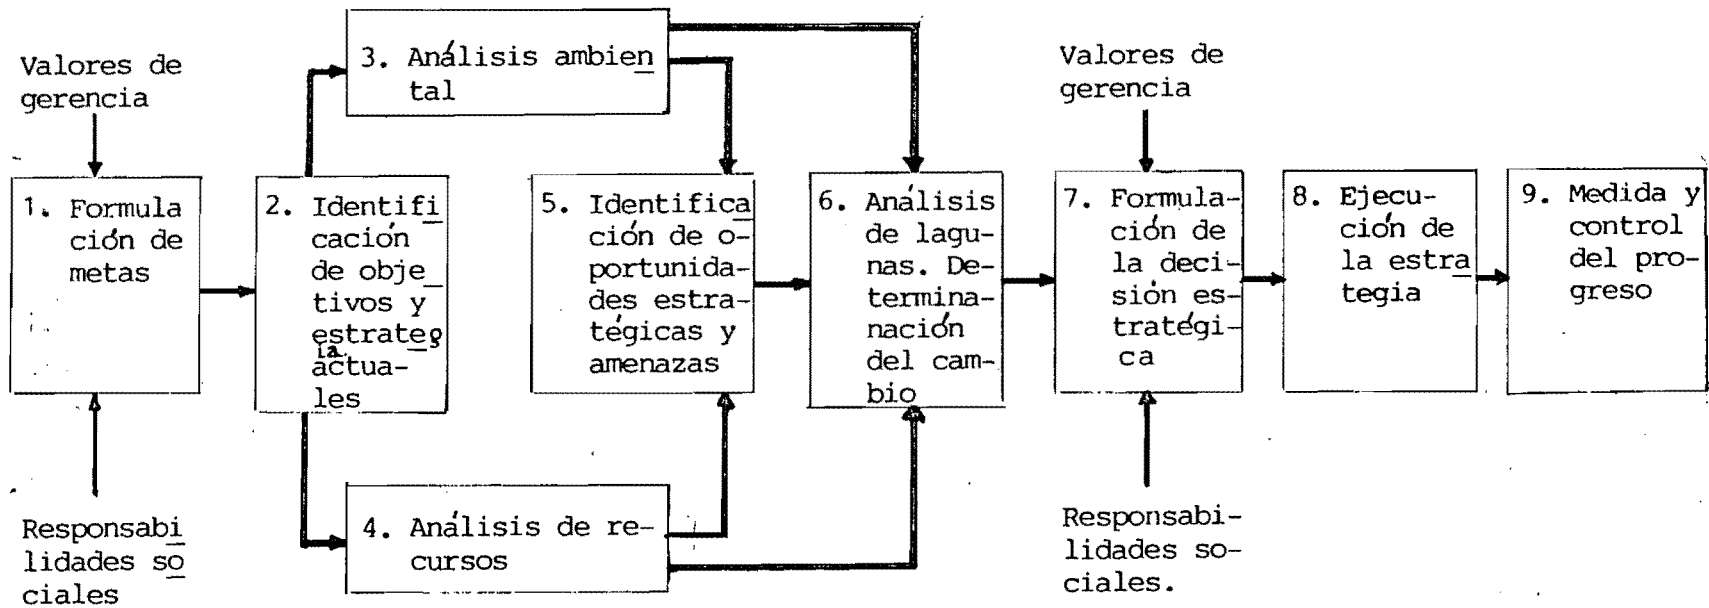 Valores de
gerencia
1. Formula
ción de
metas
Responsabi
lidades so
ciales
2. Identifi
cación
de obje
tivos y
estrateg
ia
actua-
les
3. Análisis ambien
tal
4. Análisis de re-
cursos
5. Identifica
ción de o-
portunida-
des estra-
tégicas y
amenazas
6. Análisis
de lagu-
nas. De-
termina-
nación
del cam-
bio
Valores de
gerencia
7. Formula-
ción de
la deci-
sión es-
tratégi-
ca
Responsabi-
lidades so-
ciales.
8. Ejecu-
ción de
la estra
tegia
9. Medida y
control
del pro-
greso